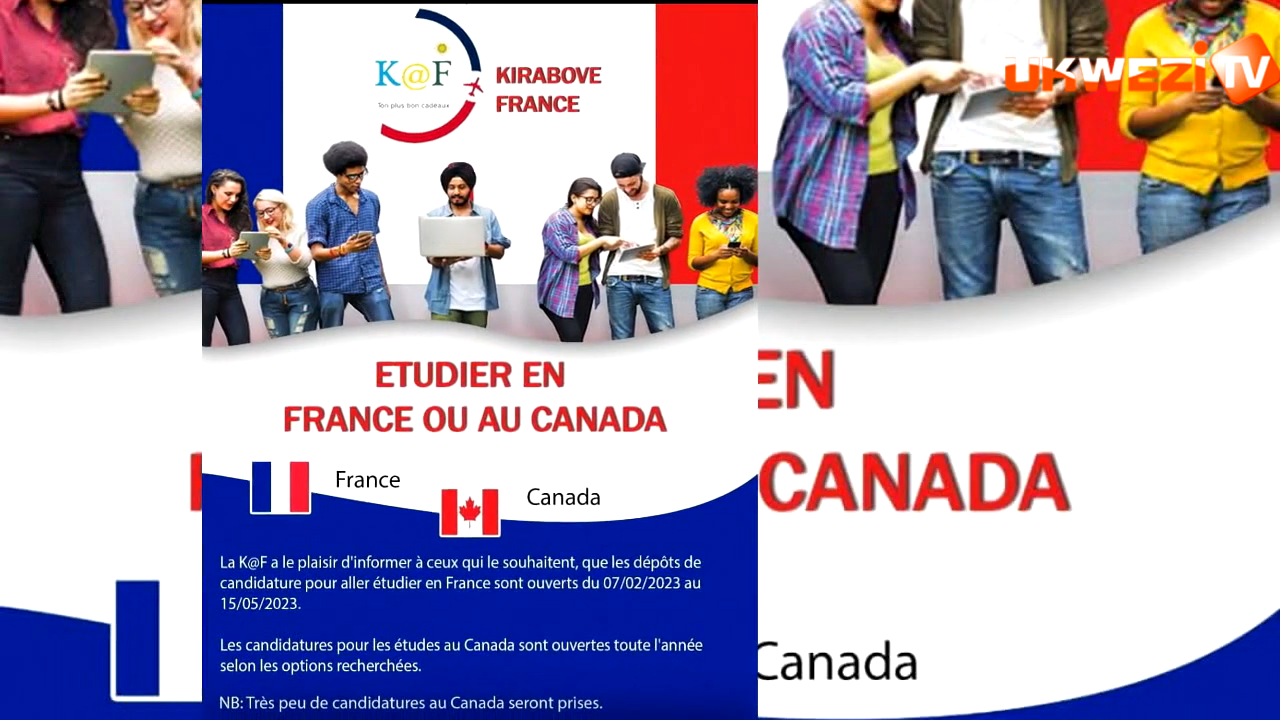 K@F
Ton plus bon cadeaux
KIRABOVE
FRANCE
UKWEZI TV
ETUDIER EN
FRANCE OU AU CANADA
France
Canada
La K@F a le plaisir d'informer à ceux qui le souhaitent, que les dépôts de
candidature pour aller étudier en France sont ouverts du 07/02/2023 au
15/05/2023.
Les candidatures pour les études au Canada sont ouvertes toute l'année
selon les options recherchées.
NB: Très peu de candidatures au Canada seront prises.
EN
CANADA
Canada